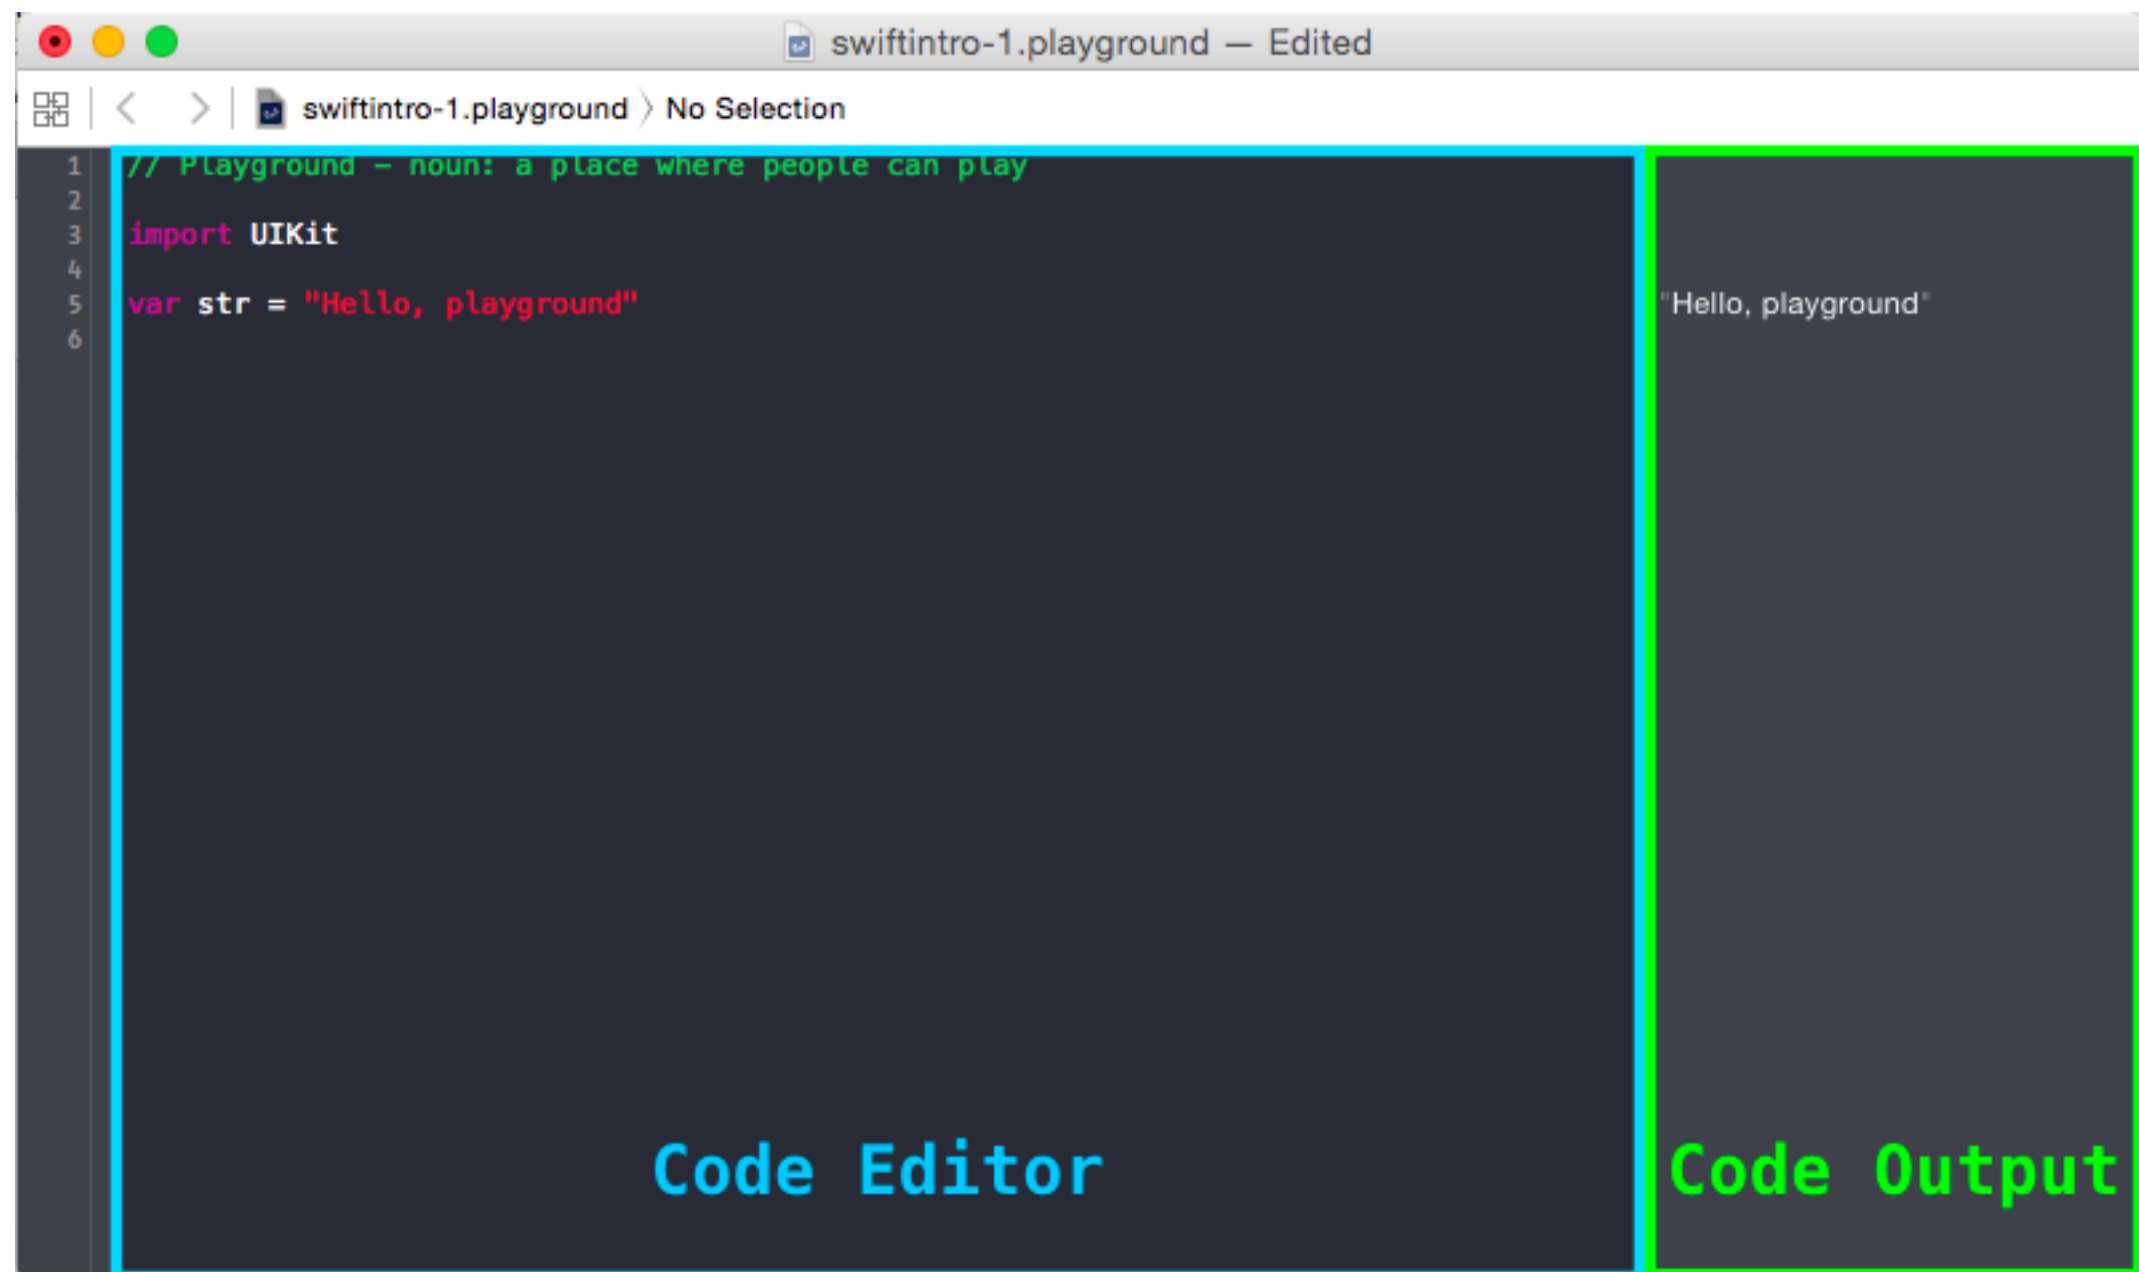 swiftintro-1.playground — Edited
swiftintro-1.playground 〉 No Selection
1 // Playground – noun: a place where people can play
2
3 import UIKit
4
5 var str = "Hello, playground" "Hello, playground"
6
Code Editor Code Output